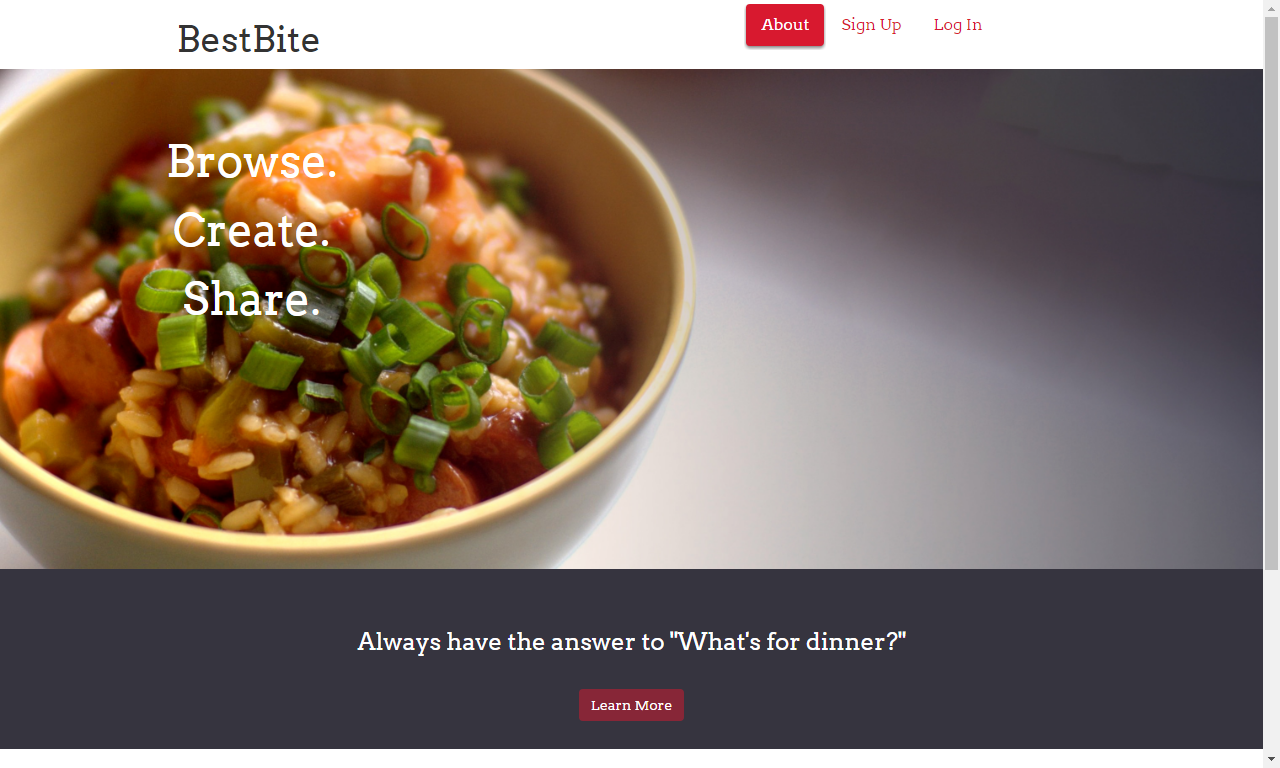 BestBite
About
Sign Up
Log In
Browse.
Create.
Share.
Always have the answer to "What's for dinner?"
Learn More